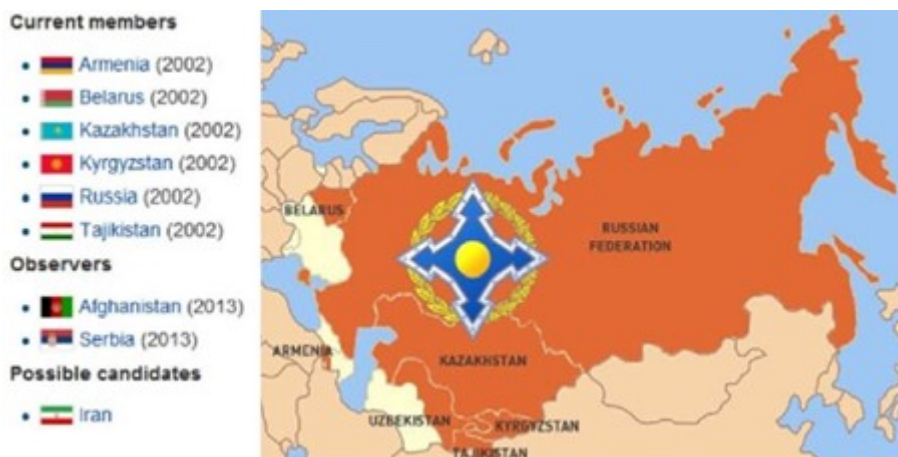 Current members
Armenia (2002)
Belarus (2002)
Kazakhstan (2002)
Kyrgyzstan (2002)
Russia (2002)
Tajikistan (2002)
Observers
Afghanistan (2013)
Serbia (2013)
Possible candidates
Iran
BELARUS
RUSSIAN
FEDERATION
ARMENIA
KAZAKHSTAN
UZBEKISTAN
KYRGYZSTAN
TAJIKISTAN